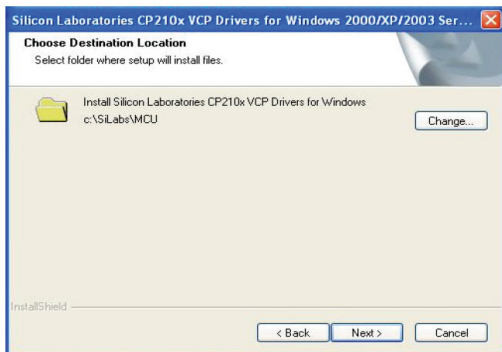 Silicon Laboratories CP210x VCP Drivers for Windows 2000/XP/2003 Ser...
Choose Destination Location
Select folder where setup will install files.
Install Silicon Laboratories CP210x VCP Drivers for Windows
c:\SiLabs\MCU
Change...
InstallShield
< Back
Next >
Cancel